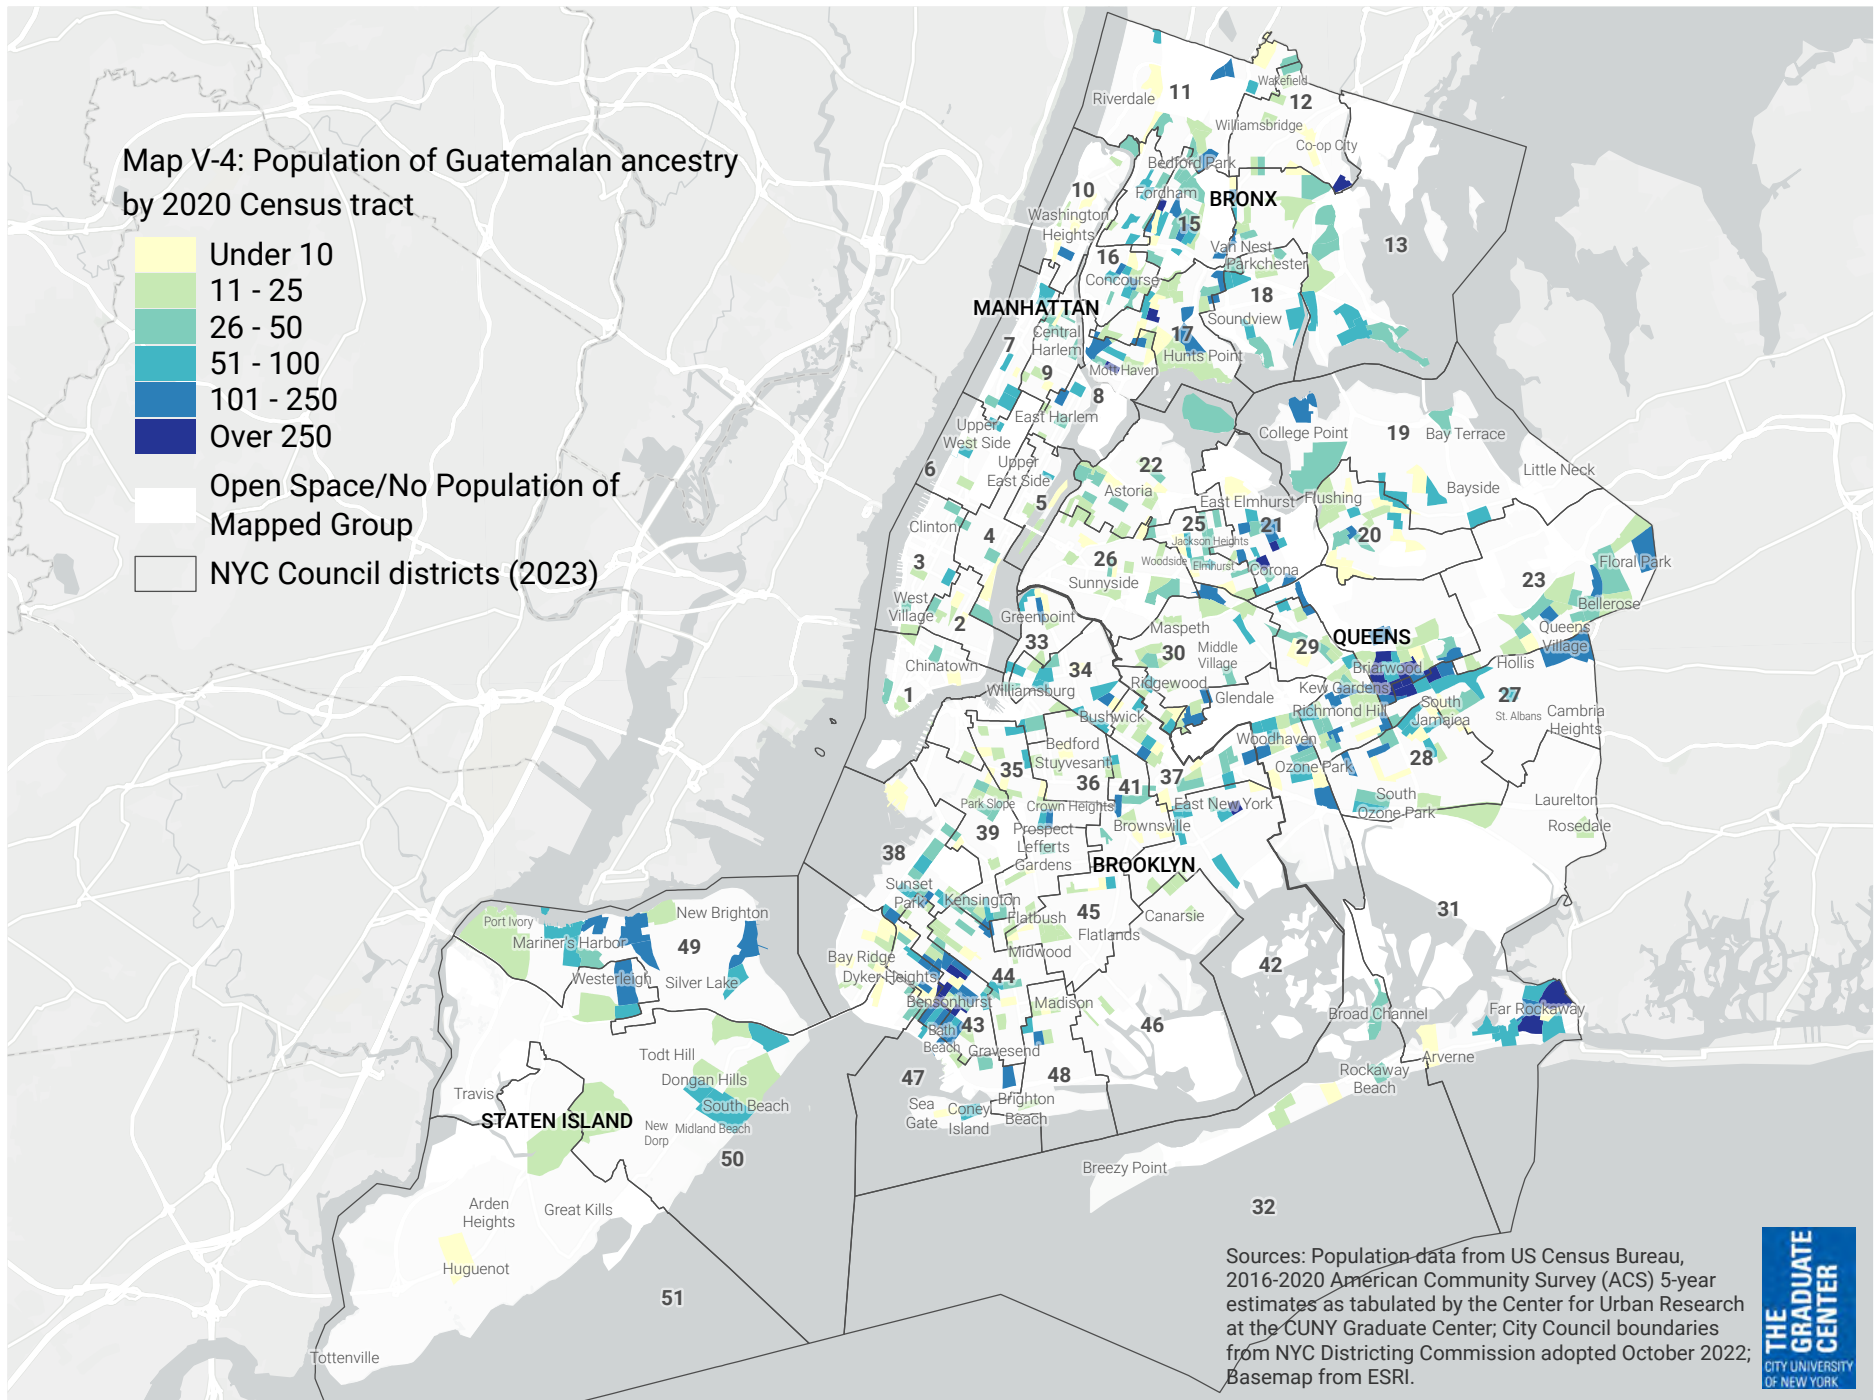 Map V-4: Population of Guatemalan ancestry
by 2020 Census tract
Under 10
11 - 25
26 - 50
51 - 100
101 - 250
Over 250
Open Space/No Population of
Mapped Group
NYC Council districts (2023)
Wakefield
11
Riverdale
12
Williamsbridge
Co-op City
Bedford Park
10
Fordham
BRONX
Washington
Heights
15
13
Van Nest
16
Parkchester
Concourse
18
MANHATTAN
Soundview
Central
Harlem
17
7
Hunts Point
9
Mott Haven
8
East Harlem
Upper
West Side
College Point
19
Bay Terrace
6
Upper
East Side
22
Little Neck
Astoria
5
East Elmhurst
Flushing
Bayside
Clinton
4
25
21
20
Jackson Heights
3
26
Woodside
Elmhurst
Corona
Floral Park
Sunnyside
23
West
Village
Greenpoint
Bellerose
2
Maspeth
QUEENS
Queens
Village
33
30
Middle
Village
29
Chinatown
34
Briarwood
Hollis
1
Williamsburg
Ridgewood
Glendale
Kew Gardens
27
Richmond Hill
South
Jamaica
St. Albans
Cambria
Heights
Bushwick
Bedford
Stuyvesant
Woodhaven
28
35
36
41
37
Ozone Park
Park Slope
Crown Heights
East New York
South
Ozone Park
Laurelton
39
Prospect
Lefferts
Gardens
Brownsville
Rosedale
38
BROOKLYN
Sunset
Park
Kensington
Flatbush
45
Canarsie
31
Port Ivory
New Brighton
Mariner's Harbor
49
Flatlands
Bay Ridge
Midwood
Westerleigh
Silver Lake
Dyker Heights
44
42
Bensonhurst
Madison
Far Rockaway
Bath
Beach
43
46
Broad Channel
Gravesend
Todt Hill
Arverne
Dongan Hills
47
48
Rockaway
Beach
Travis
South Beach
Sea
Gate
Coney
Island
Brighton
Beach
STATEN ISLAND
New
Dorp
Midland Beach
50
Breezy Point
Arden
Heights
Great Kills
32
Huguenot
51
Tottenville
Sources: Population data from US Census Bureau,
2016-2020 American Community Survey (ACS) 5-year
estimates as tabulated by the Center for Urban Research
at the CUNY Graduate Center; City Council boundaries
from NYC Districting Commission adopted October 2022;
Basemap from ESRI.
THE
GRADUATE
CENTER
CITY UNIVERSITY
OF NEW YORK